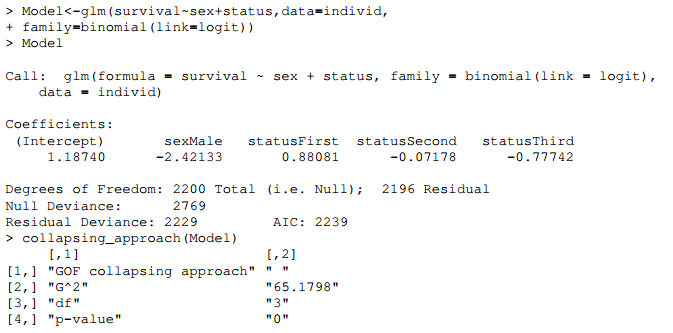 > Model<-glm(survival~sex+status,data=individ,
+ family=binomial(link=logit))
> Model
Call:  glm(formula = survival ~ sex + status, family = binomial(link = logit),
    data = individ)
Coefficients:
(Intercept)      sexMale  statusFirst  statusSecond  statusThird
    1.18740     -2.42133      0.88081      -0.07178     -0.77742
Degrees of Freedom: 2200 Total (i.e. Null);  2196 Residual
Null Deviance:      2769
Residual Deviance: 2229         AIC: 2239
> collapsing_approach(Model)
     [,1]                      [,2]
[1,] "GOF collapsing approach" " "
[2,] "G^2"                     "65.1798"
[3,] "df"                      "3"
[4,] "p-value"                 "0"